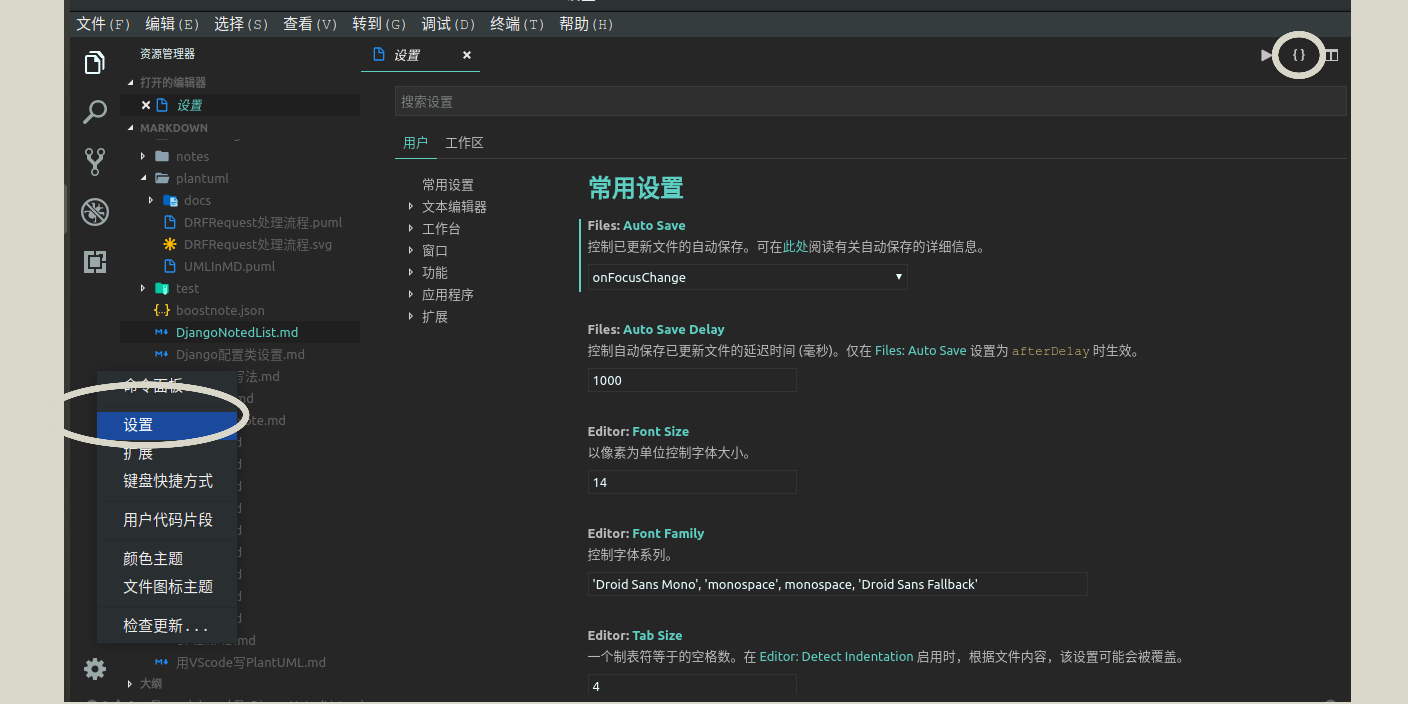 文件(F) 编辑(E) 选择(S) 查看(V) 转到(G) 调试(D) 终端(T) 帮助(H)
资源管理器
打开的编辑器
设置
MARKDOWN
notes
plantuml
docs
DRFRequest处理流程.puml
DRFRequest处理流程.svg
UMLInMD.puml
test
{..} boostnote.json
DjangoNotedList.md
Django配置类设置.md
写法.md
md
ote.md
用VScode写PlantUML.md
大纲
命令面板
设置
扩展
键盘快捷方式
用户代码片段
颜色主题
文件图标主题
检查更新...
设置
{}
搜索设置
用户 工作区
常用设置
文本编辑器
工作台
窗口
功能
应用程序
扩展
常用设置
Files: Auto Save
控制已更新文件的自动保存。可在此处阅读有关自动保存的详细信息。
onFocusChange
Files: Auto Save Delay
控制自动保存已更新文件的延迟时间 (毫秒)。仅在 Files: Auto Save 设置为 afterDelay 时生效。
1000
Editor: Font Size
以像素为单位控制字体大小。
14
Editor: Font Family
控制字体系列。
'Droid Sans Mono', 'monospace', monospace, 'Droid Sans Fallback'
Editor: Tab Size
一个制表符等于的空格数。在 Editor: Detect Indentation 启用时，根据文件内容，该设置可能会被覆盖。
4